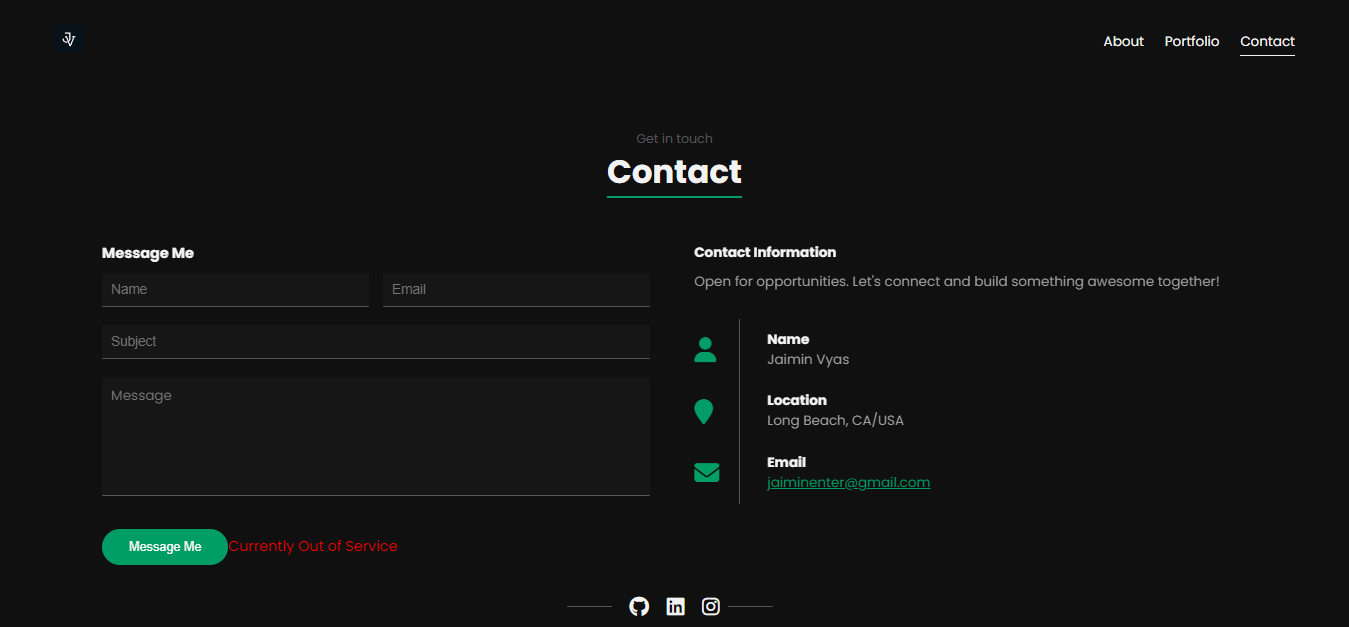 JV
About Portfolio Contact
Get in touch
Contact
Message Me
Name Email
Subject
Message
Message Me Currently Out of Service
Contact Information
Open for opportunities. Let's connect and build something awesome together!
Name
Jaimin Vyas
Location
Long Beach, CA/USA
Email
jaiminenter@gmail.com
in